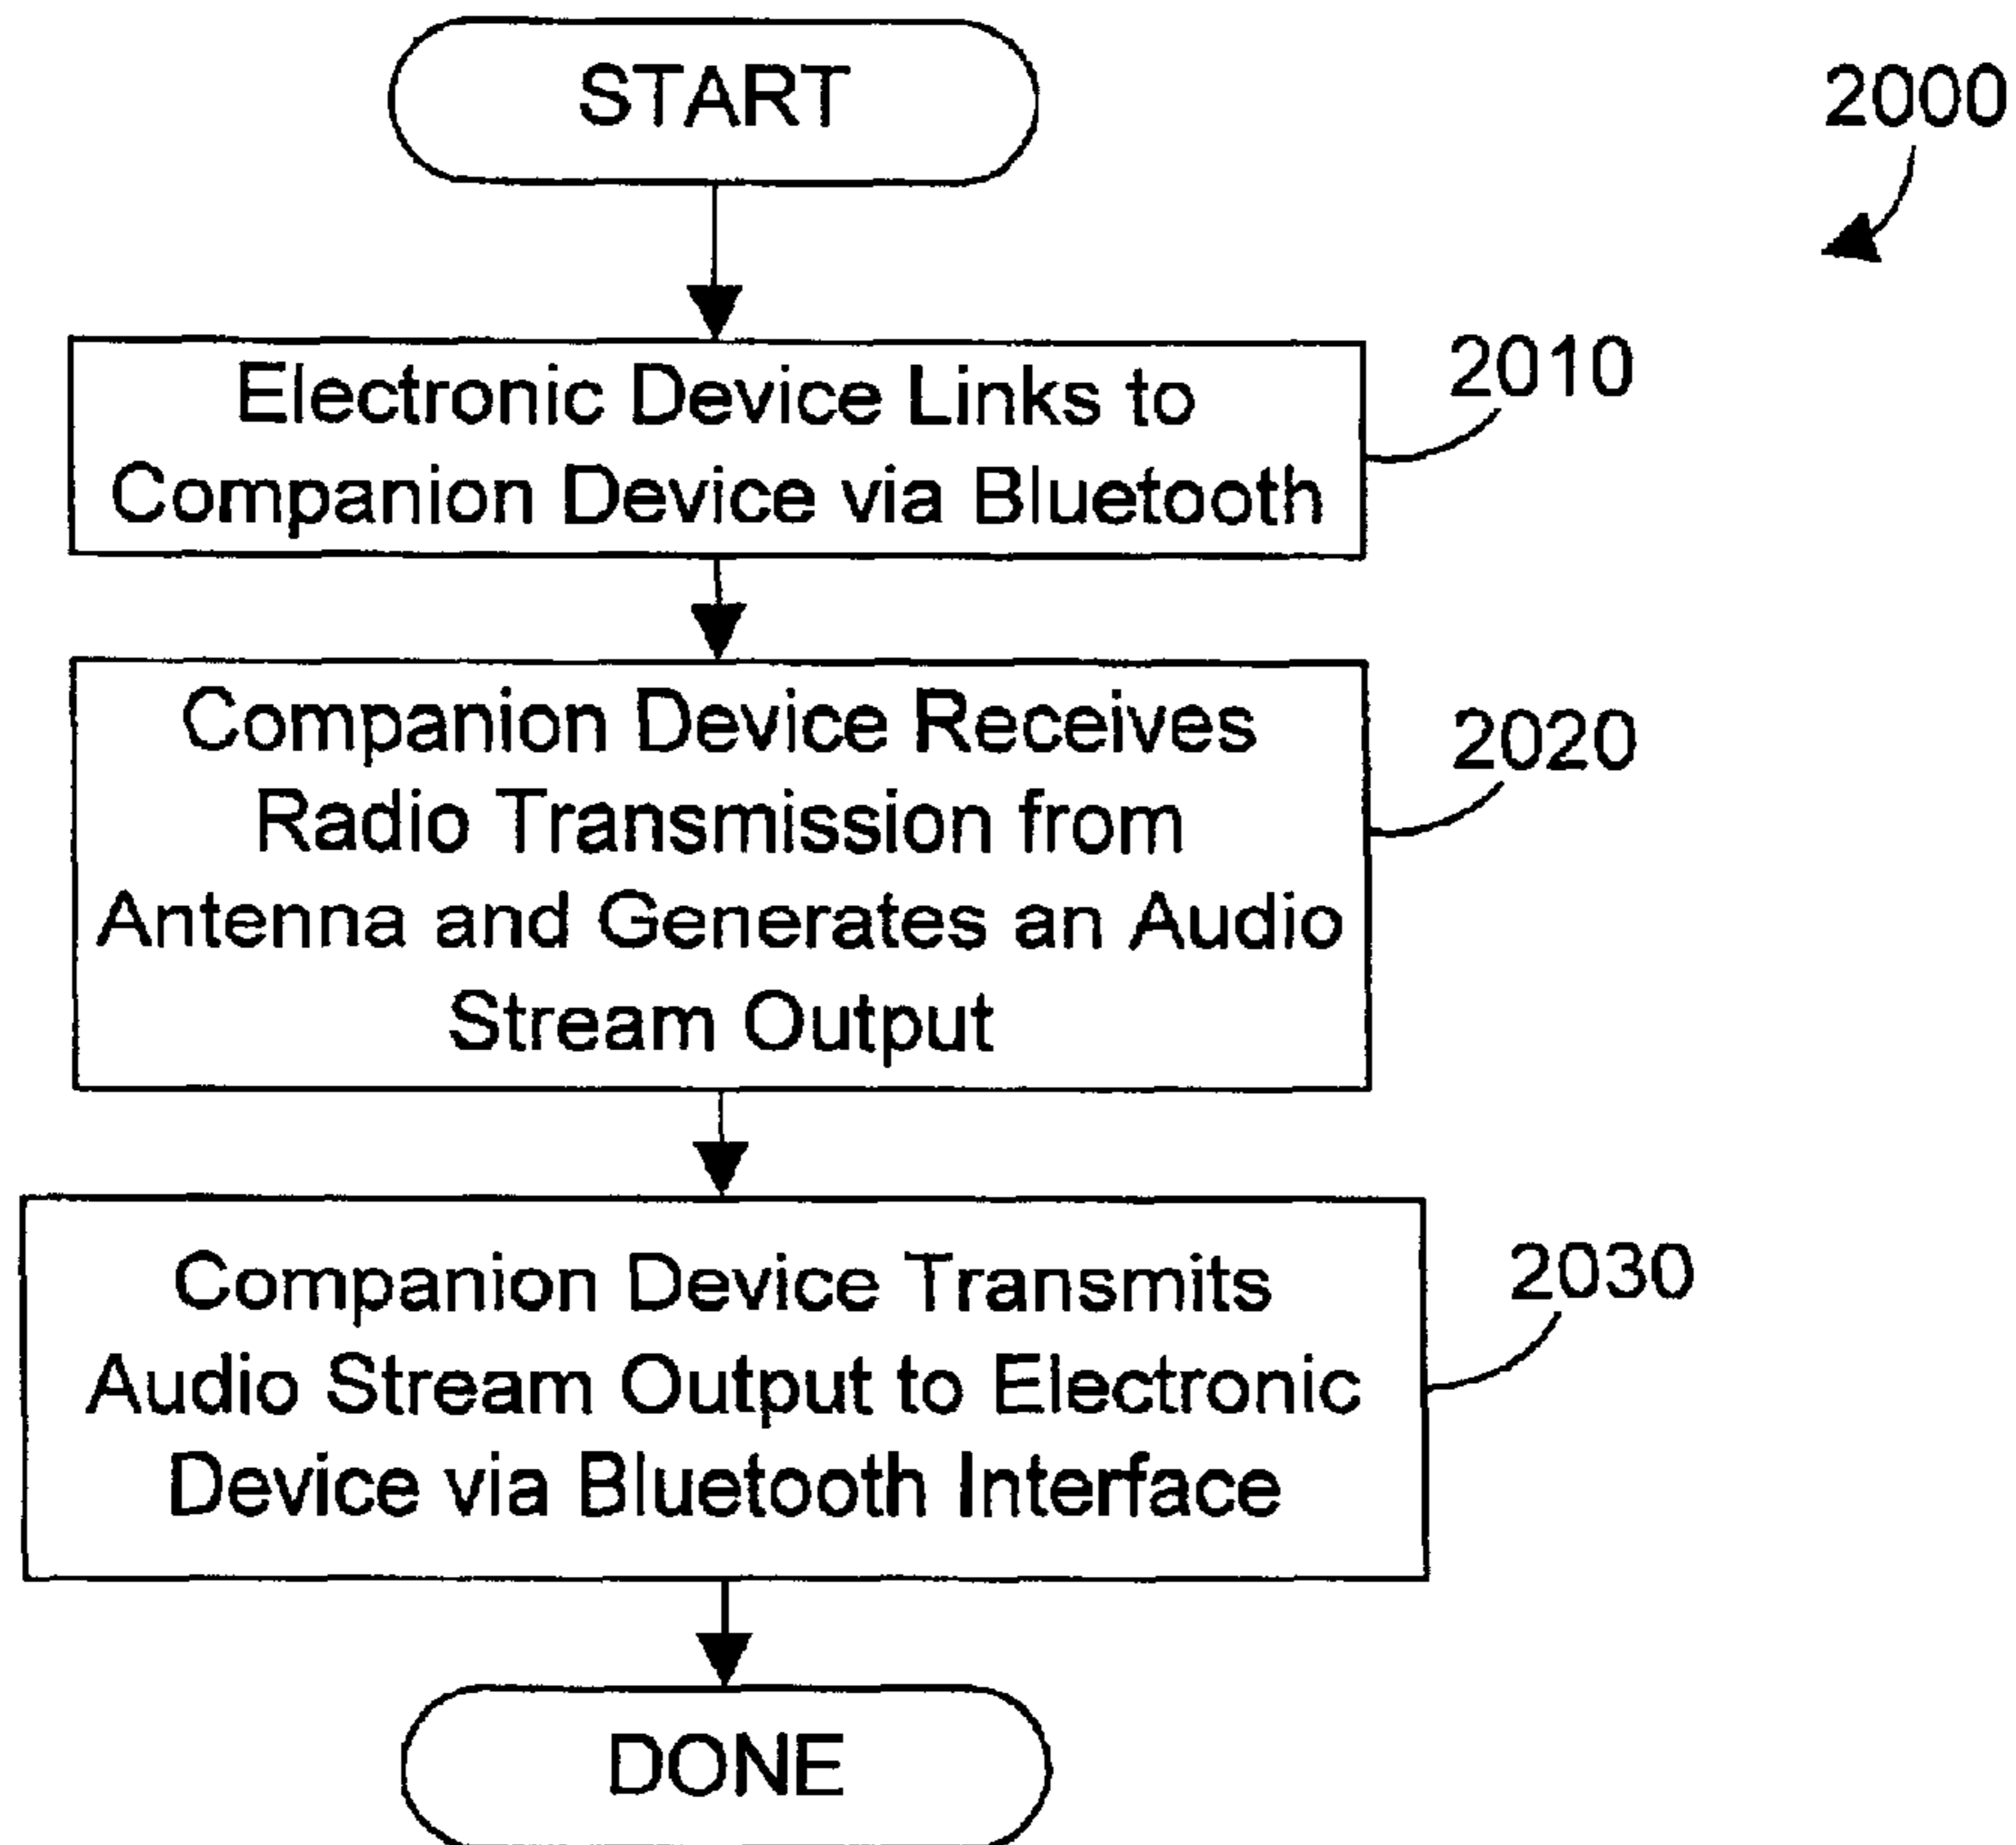 START
2000
Electronic Device Links to
Companion Device via Bluetooth
2010
Companion Device Receives
Radio Transmission from
Antenna and Generates an Audio
Stream Output
2020
Companion Device Transmits
Audio Stream Output to Electronic
Device via Bluetooth Interface
2030
DONE